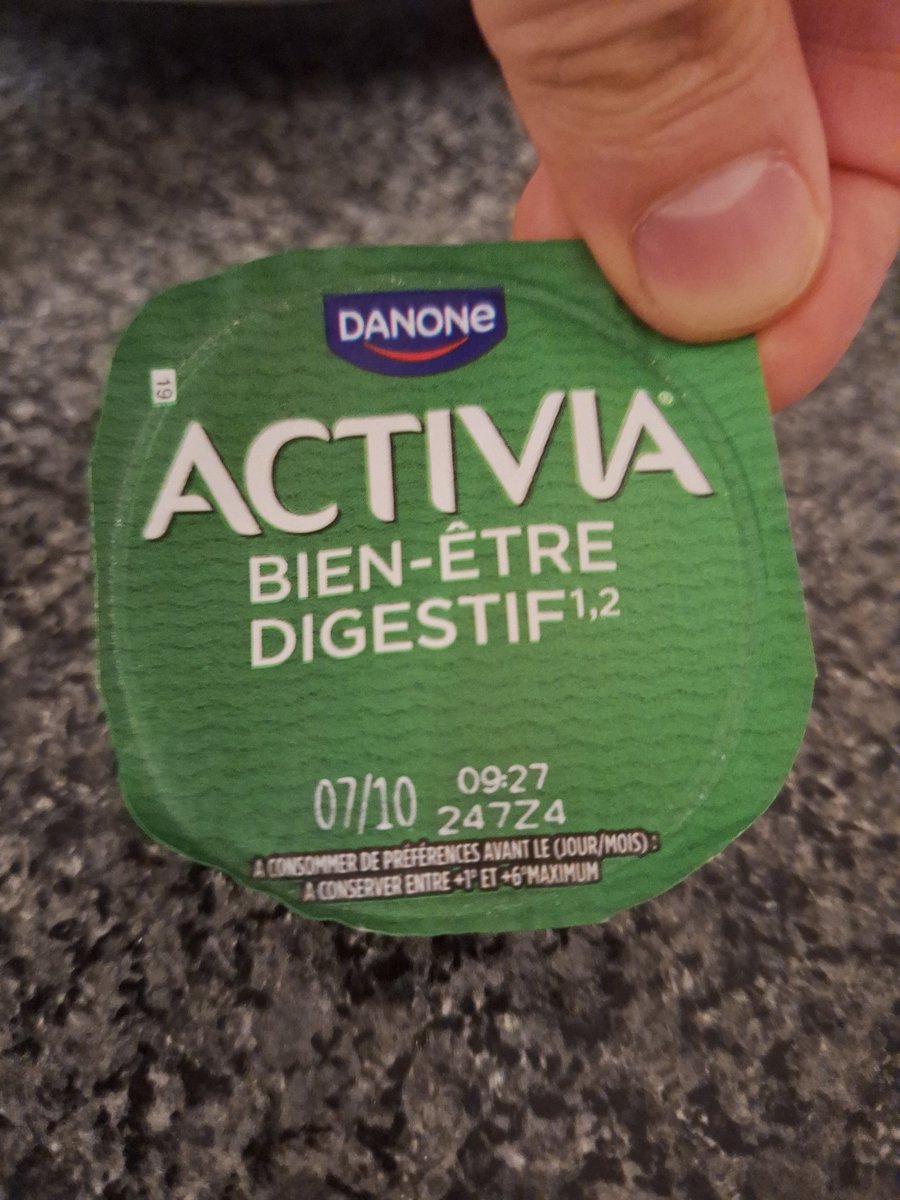 DANONE
19
ACTIVIA®
BIEN-ÊTRE
DIGESTIF1,2
07/10 09:27
247Z4
A CONSOMMER DE PRÉFÉRENCES AVANT LE (JOUR/MOIS) :
A CONSERVER ENTRE +1° ET +6°MAXIMUM